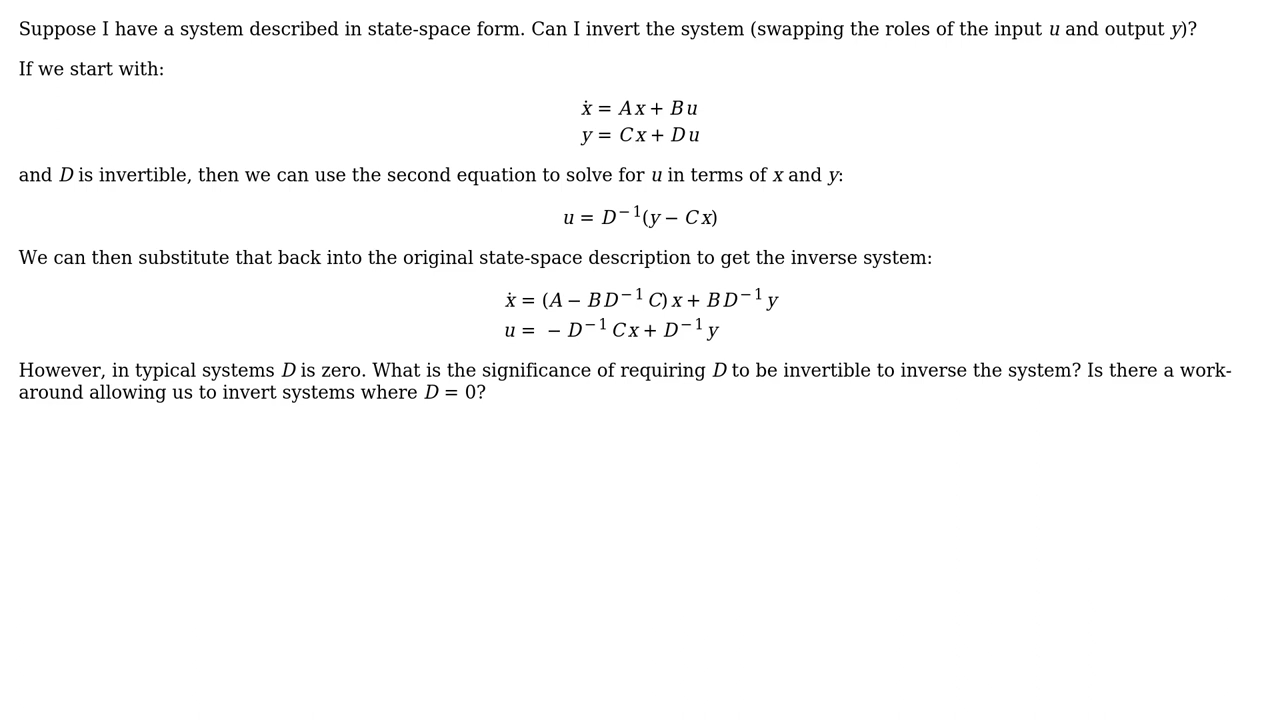 Suppose I have a system described in state-space form. Can I invert the system (swapping the roles of the input u and output y)?
If we start with:
ẋ = Ax + Bu
y = Cx + Du
and D is invertible, then we can use the second equation to solve for u in terms of x and y:
u = D⁻¹(y − Cx)
We can then substitute that back into the original state-space description to get the inverse system:
ẋ = (A − BD⁻¹C)x + BD⁻¹y
u = −D⁻¹Cx + D⁻¹y
However, in typical systems D is zero. What is the significance of requiring D to be invertible to inverse the system? Is there a work-
around allowing us to invert systems where D = 0?